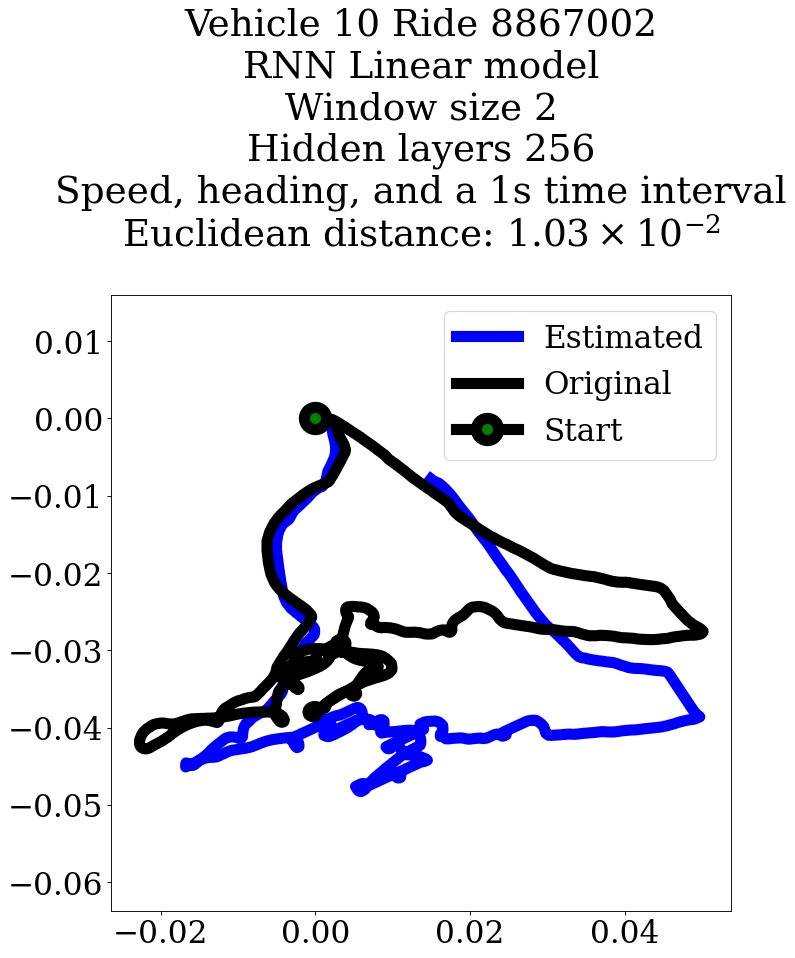 Vehicle 10 Ride 8867002
RNN Linear model
Window size 2
Hidden layers 256
Speed, heading, and a 1s time interval
Euclidean distance: 1.03 × 10⁻²
Estimated
Original
Start
0.01
0.00
−0.01
−0.02
−0.03
−0.04
−0.05
−0.06
−0.02 0.00 0.02 0.04